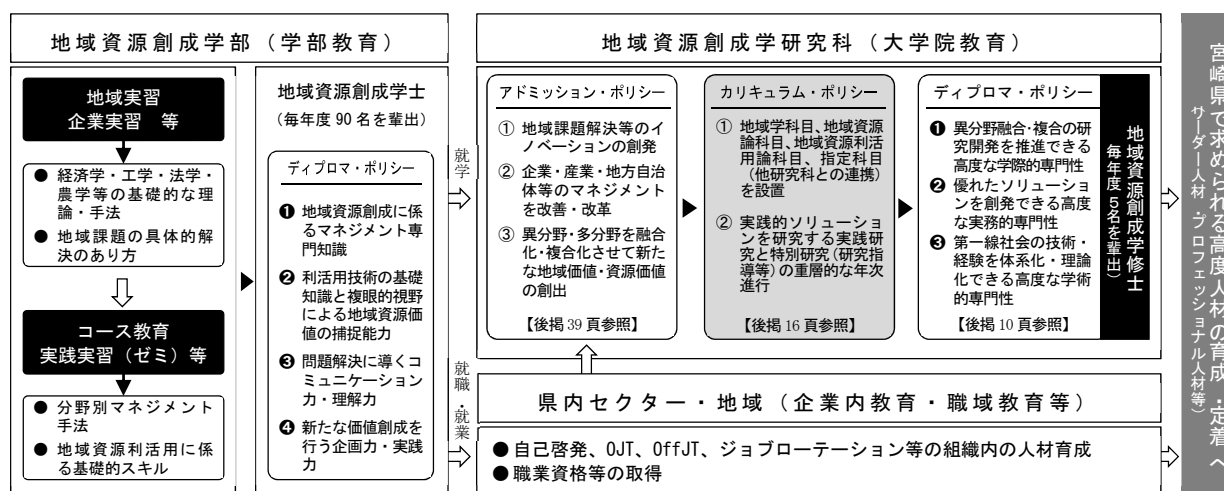 地域資源創成学部（学部教育）
地域実習
企業実習　等
● 経済学・工学・法学・
農学等の基礎的な理
論・手法
● 地域課題の具体的解
決のあり方
コース教育
実践実習（ゼミ）等
● 分野別マネジメント
手法
● 地域資源利活用に係
る基礎的スキル
地域資源創成学士
（毎年度 90 名を輩出）
ディプロマ・ポリシー
❶ 地域資源創成に係
るマネジメント専
門知識
❷ 利活用技術の基礎
知識と複眼的視野
による地域資源価
値の捕捉能力
❸ 問題解決に導くコ
ミュニケーション
力・理解力
❹ 新たな価値創成を
行う企画力・実践
力
就学
就職・就業
地域資源創成学研究科（大学院教育）
アドミッション・ポリシー
① 地域課題解決等のイ
ノベーションの創発
② 企業・産業・地方自治
体等のマネジメント
を改善・改革
③ 異分野・多分野を融合
化・複合化させて新た
な地域価値・資源価値
の創出
【後掲 39 頁参照】
カリキュラム・ポリシー
① 地域学科目、地域資源
論科目、地域資源利活
用論科目、指定科目
（他研究科との連携）
を設置
② 実践的ソリューショ
ンを研究する実践研
究と特別研究（研究指
導等）の重層的な年次
進行
【後掲 16 頁参照】
ディプロマ・ポリシー
❶ 異分野融合・複合の研
究開発を推進できる
高度な学際的専門性
❷ 優れたソリューショ
ンを創発できる高度
な実務的専門性
❸ 第一線社会の技術・
経験を体系化・理論
化できる高度な学術
的専門性
【後掲 10 頁参照】
地域資源創成学修士
毎年度 5名を輩出）
県内セクター・地域（企業内教育・職域教育等）
● 自己啓発、OJT、OffJT、ジョブローテーション等の組織内の人材育成
● 職業資格等の取得
宮崎県で求められる高度人材の育成・定着へ
リーダー人材、プロフェッショナル人材等）